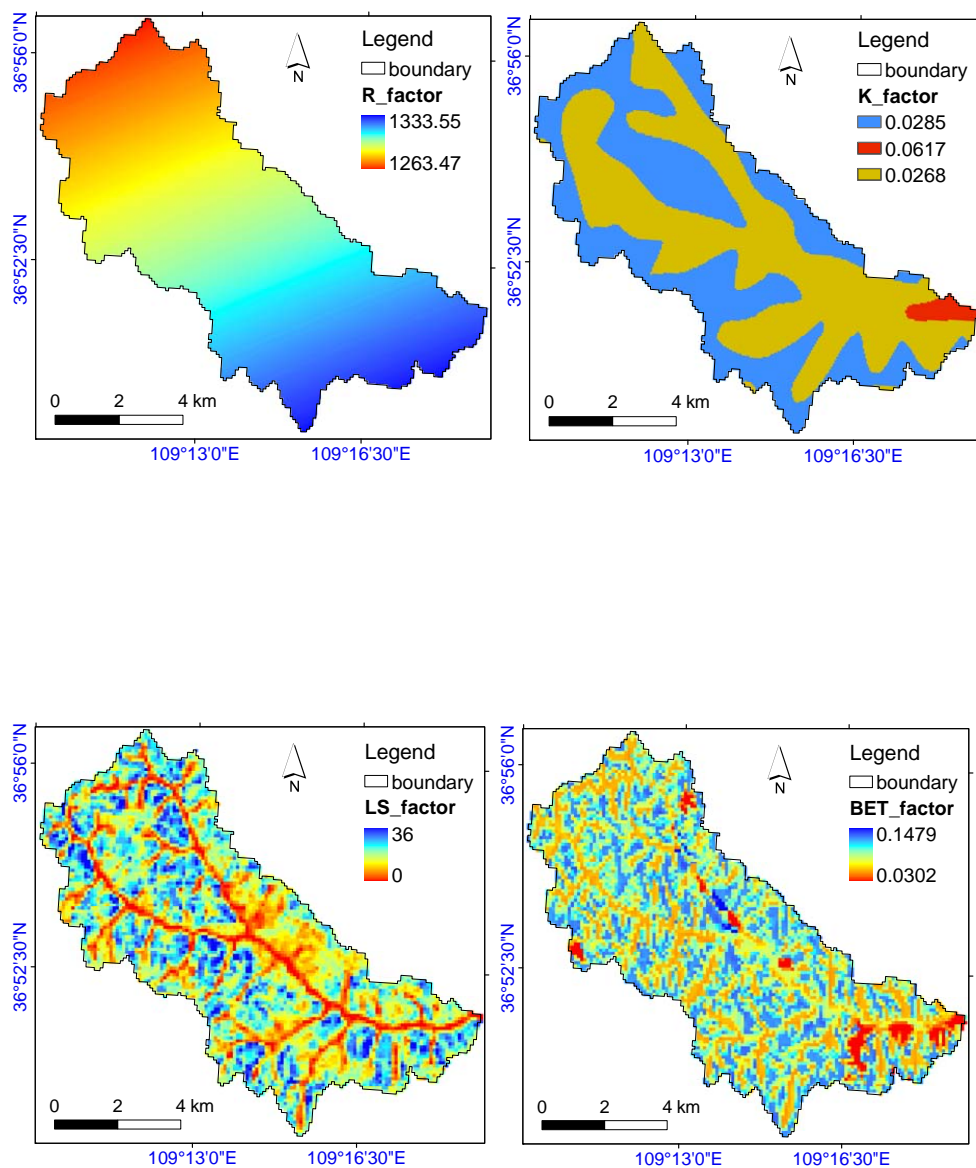 36°56'0"N
36°52'30"N
Legend
boundary
R_factor
1333.55
1263.47
N
0 2 4 km
109°13'0"E 109°16'30"E
36°56'0"N
36°52'30"N
Legend
boundary
K_factor
0.0285
0.0617
0.0268
N
0 2 4 km
109°13'0"E 109°16'30"E
36°56'0"N
36°52'30"N
Legend
boundary
LS_factor
36
0
N
0 2 4 km
109°13'0"E 109°16'30"E
36°56'0"N
36°52'30"N
Legend
boundary
BET_factor
0.1479
0.0302
N
0 2 4 km
109°13'0"E 109°16'30"E